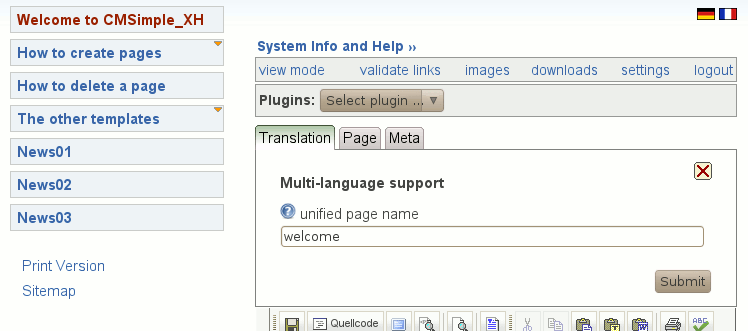 Welcome to CMSimple_XH
How to create pages
How to delete a page
The other templates
News01
News02
News03
Print Version
Sitemap
System Info and Help »
view mode validate links images downloads settings logout
Plugins: Select plugin ...
Translation Page Meta
Multi-language support
unified page name
welcome
Submit
Quellcode
ABC